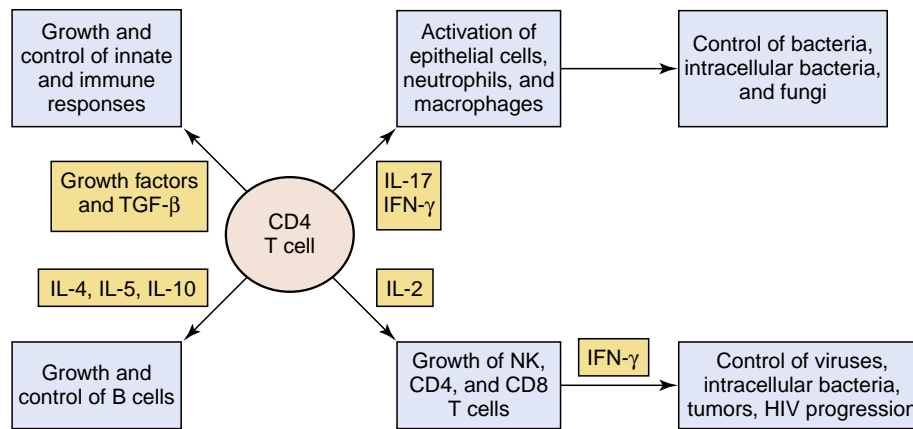 Growth and
control of innate
and immune
responses
Activation of
epithelial cells,
neutrophils, and
macrophages
Control of bacteria,
intracellular bacteria,
and fungi
Growth factors
and TGF-β
IL-17
IFN-γ
CD4
T cell
IL-4, IL-5, IL-10
IL-2
Growth and
control of B cells
Growth of NK,
CD4, and CD8
T cells
IFN-γ
Control of viruses,
intracellular bacteria,
tumors, HIV progression